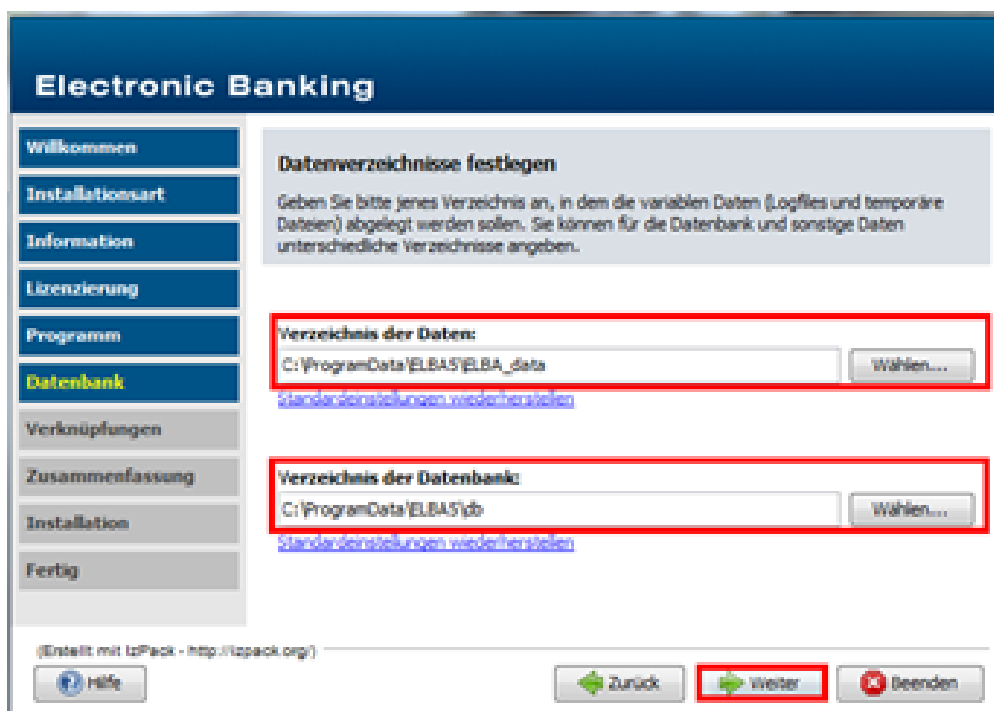 Electronic Banking
Willkommen
Installationsart
Information
Lizenzierung
Programm
Datenbank
Verknüpfungen
Zusammenfassung
Installation
Fertig
Datenverzeichnisse festlegen
Geben Sie bitte jenes Verzeichnis an, in dem die variablen Daten (Logfiles und temporäre
Dateien) abgelegt werden sollen. Sie können für die Datenbank und sonstige Daten
unterschiedliche Verzeichnisse angeben.
Verzeichnis der Daten:
C:\ProgramData\ELBA5\ELBA_data
Wählen...
Standardeinstellungen wiederherstellen
Verzeichnis der Datenbank:
C:\ProgramData\ELBA5\db
Wählen...
Standardeinstellungen wiederherstellen
(Erstellt mit IzPack - http://izpack.org/)
Hilfe
Zurück
Weiter
Beenden